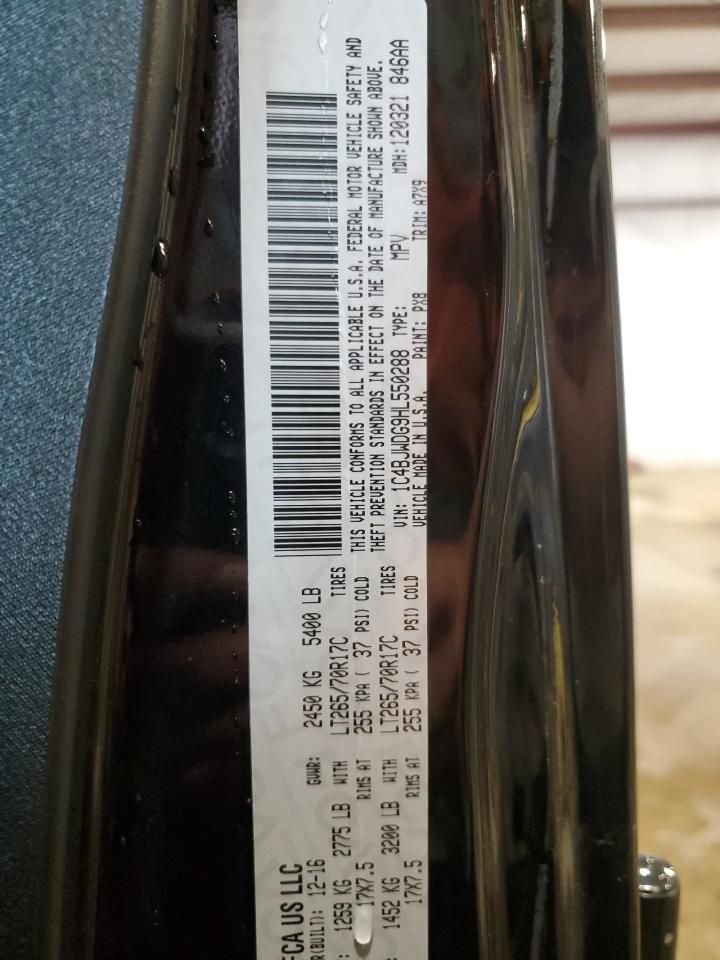 FCA US LLC
R(BUILT): 12-16 GVWR: 2450 KG 5400 LB
: 1259 KG 2775 LB WITH LT265/70R17C TIRES
17X7.5 RIMS AT 255 KPA ( 37 PSI) COLD
: 1452 KG 3200 LB WITH LT265/70R17C TIRES
17X7.5 RIMS AT 255 KPA ( 37 PSI) COLD
THIS VEHICLE CONFORMS TO ALL APPLICABLE U.S.A. FEDERAL MOTOR VEHICLE SAFETY AND
THEFT PREVENTION STANDARDS IN EFFECT ON THE DATE OF MANUFACTURE SHOWN ABOVE.
VIN: 1C4BJWDG9HL550288 TYPE: MPV MDH:120321 846AA
VEHICLE MADE IN U.S.A. PAINT: PX8 TRIM: A7X9